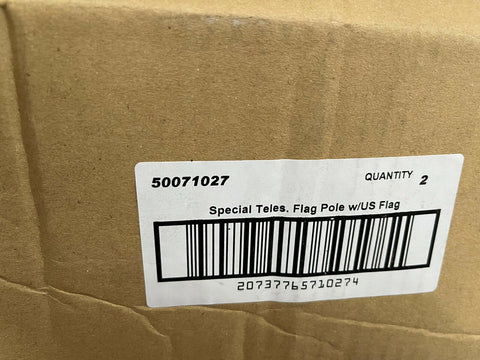 50071027 QUANTITY 2
Special Teles. Flag Pole w/US Flag
20737765710274